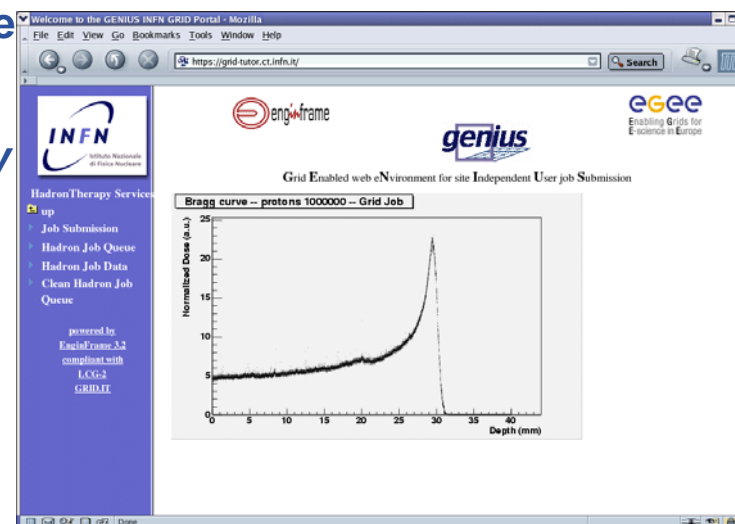 e
y
Welcome to the GENIUS INFN GRID Portal - Mozilla
File Edit View Go Bookmarks Tools Window Help
https://grid-tutor.ct.infn.it/
Search
INFN
Istituto Nazionale
di Fisica Nucleare
enginframe
genius
eGee
Enabling Grids for
E-science in Europe
Grid Enabled web eNvironment for site Independent User job Submission
HadronTherapy Services
up
Job Submission
Hadron Job Queue
Hadron Job Data
Clean Hadron Job
Queue
powered by
EnginFrame 3.2
compliant with
LCG-2
GRID.IT
Bragg curve -- protons 1000000 -- Grid Job
Normalized Dose (a.u.)
25
20
15
10
5
0
0 5 10 15 20 25 30 35 40
Depth (mm)
Done